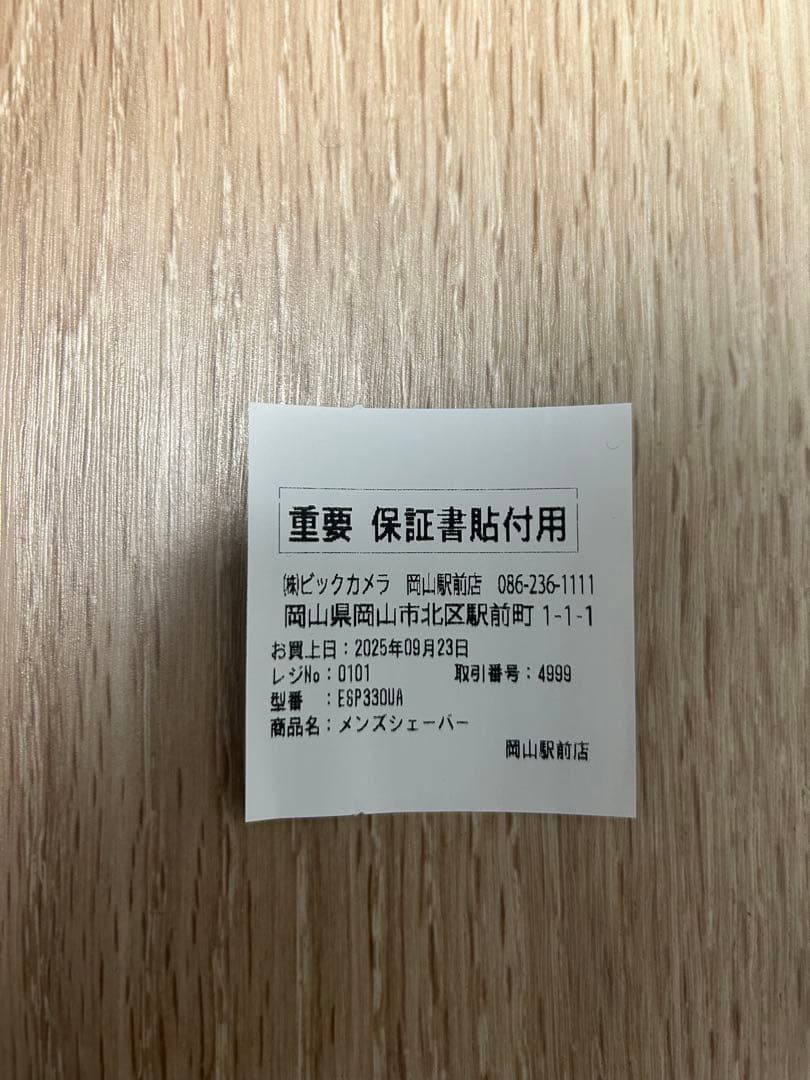 重要 保証書貼付用
㈱ビックカメラ 岡山駅前店 086-236-1111
岡山県岡山市北区駅前町1-1-1
お買上日：2025年09月23日
レジNo：0101 取引番号：4999
型番 ：ESP330UA
商品名：メンズシェーバー
岡山駅前店